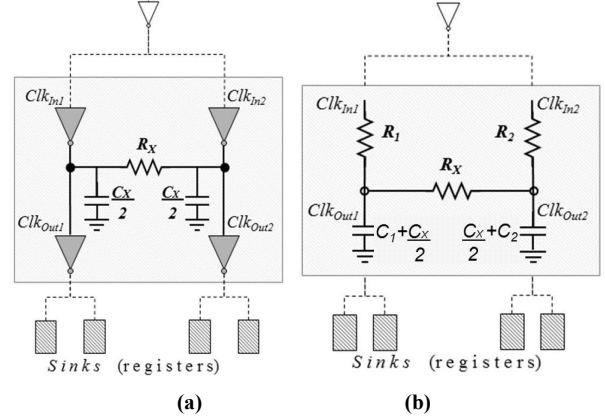 Clk_In1 Clk_In2
R_X
C_X/2 C_X/2
Clk_Out1 Clk_Out2
Sinks (registers)
(a)
Clk_In1 Clk_In2
R_1 R_2
R_X
Clk_Out1 Clk_Out2
C_1+C_X/2 C_X/2+C_2
Sinks (registers)
(b)